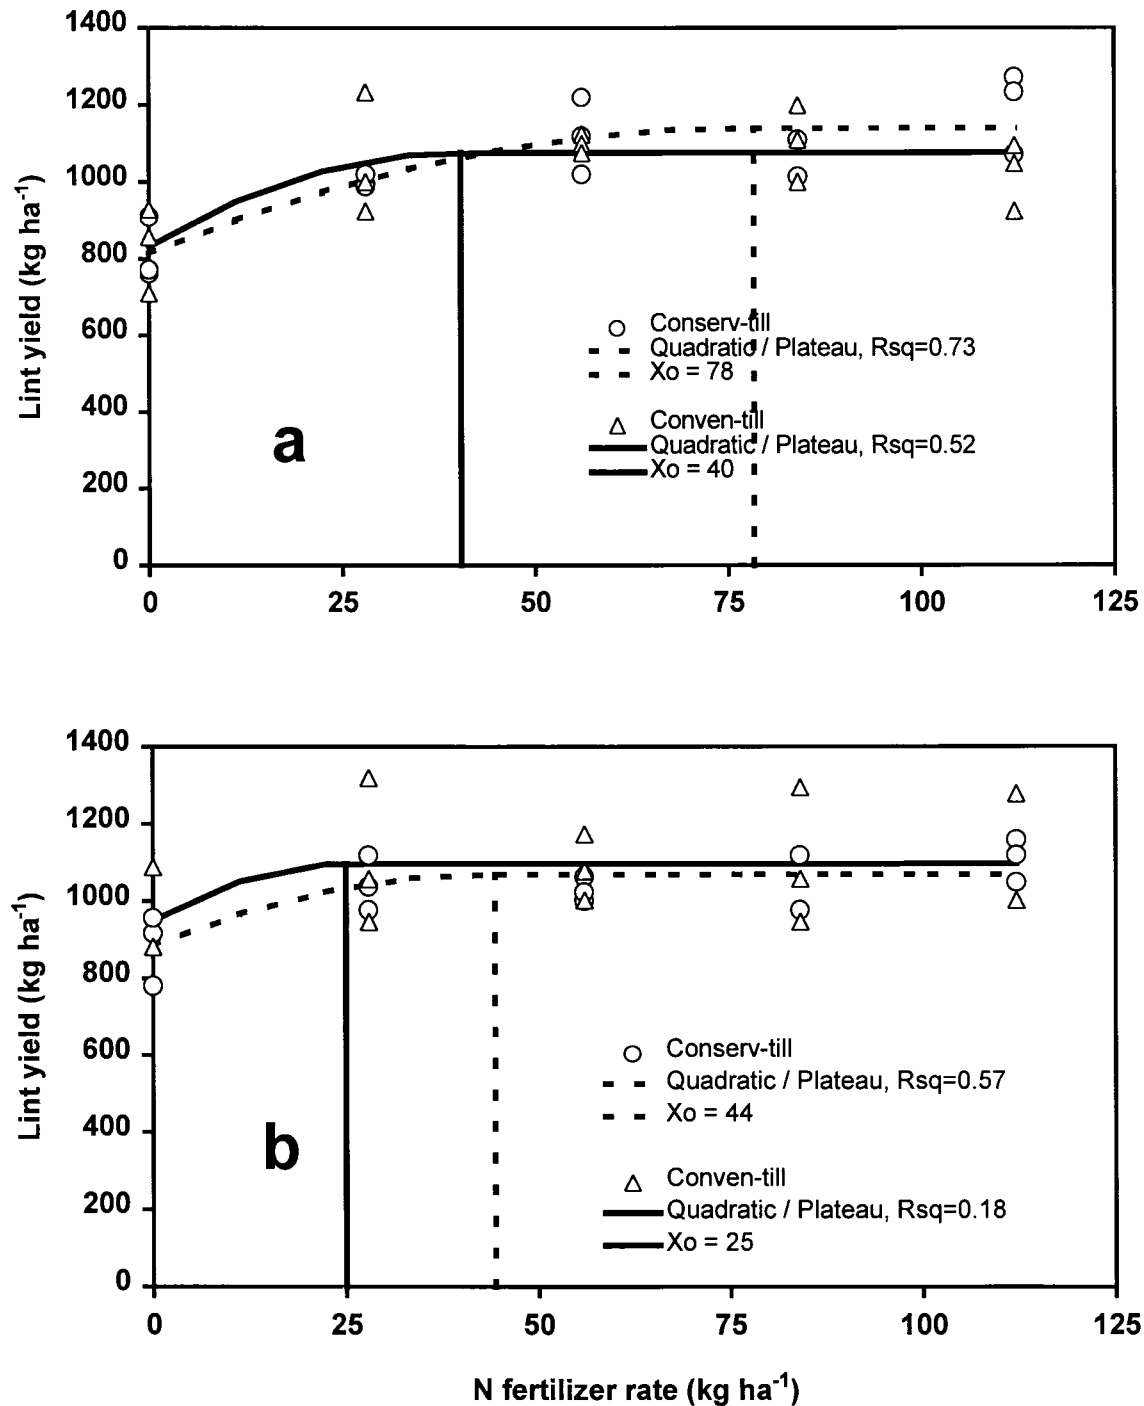 1400
1200
1000
800
600
400
200
0
Lint yield (kg ha-1)
Conserv-till
Quadratic / Plateau, Rsq=0.73
Xo = 78
Conven-till
Quadratic / Plateau, Rsq=0.52
Xo = 40
a
0 25 50 75 100 125
1400
1200
1000
800
600
400
200
0
Lint yield (kg ha-1)
Conserv-till
Quadratic / Plateau, Rsq=0.57
Xo = 44
Conven-till
Quadratic / Plateau, Rsq=0.18
Xo = 25
b
0 25 50 75 100 125
N fertilizer rate (kg ha-1)